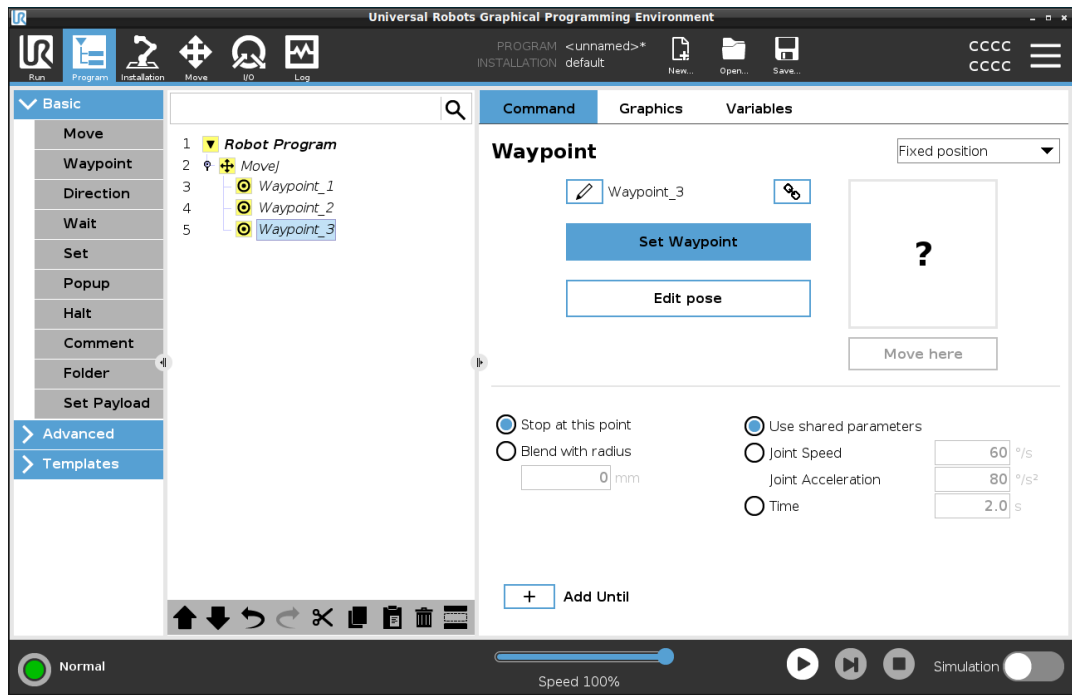 Universal Robots Graphical Programming Environment
UR
Run
Program
Installation
Move
I/O
Log
PROGRAM <unnamed>*
INSTALLATION default
New...
Open...
Save...
CCCC
CCCC
Basic
Move
Waypoint
Direction
Wait
Set
Popup
Halt
Comment
Folder
Set Payload
Advanced
Templates
1 Robot Program
2 MoveJ
3 Waypoint_1
4 Waypoint_2
5 Waypoint_3
Command Graphics Variables
Waypoint
Fixed position
Waypoint_3
Set Waypoint
Edit pose
?
Move here
Stop at this point
Blend with radius
0 mm
Use shared parameters
Joint Speed 60 °/s
Joint Acceleration 80 °/s²
Time 2.0 s
+ Add Until
Normal
Speed 100%
Simulation